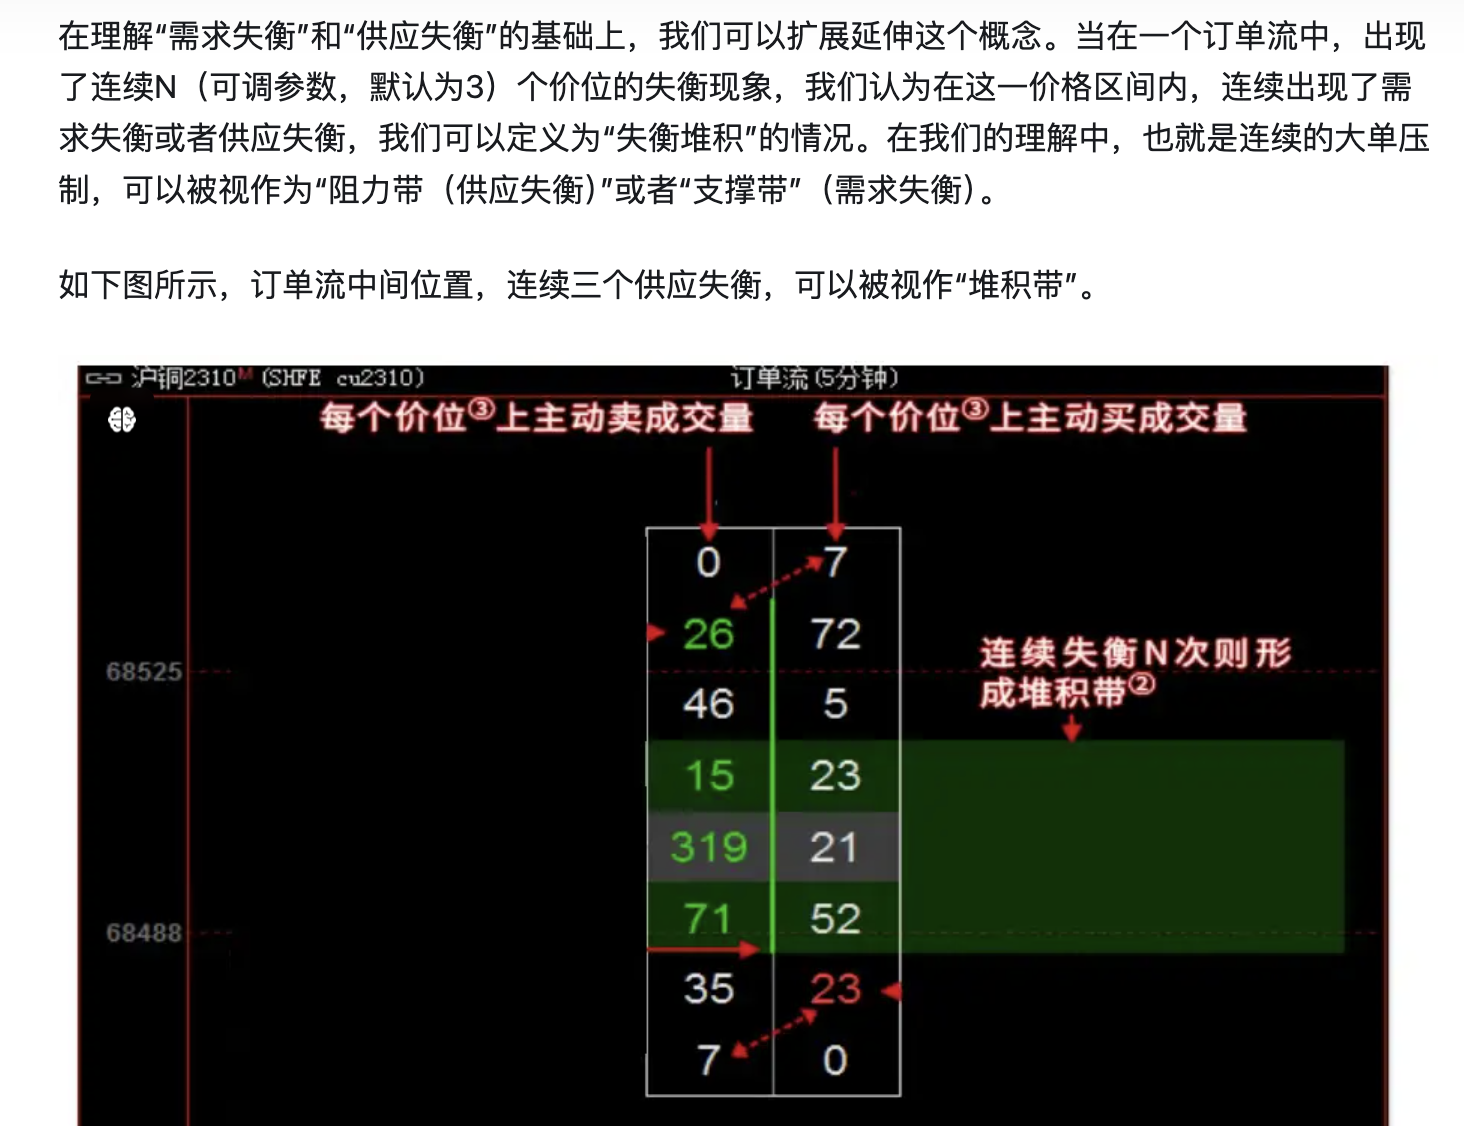 在理解“需求失衡”和“供应失衡”的基础上，我们可以扩展延伸这个概念。当在一个订单流中，出现
了连续N（可调参数，默认为3）个价位的失衡现象，我们认为在这一价格区间内，连续出现了需
求失衡或者供应失衡，我们可以定义为“失衡堆积”的情况。在我们的理解中，也就是连续的大单压
制，可以被视作为“阻力带（供应失衡）”或者“支撑带”（需求失衡）。
如下图所示，订单流中间位置，连续三个供应失衡，可以被视作“堆积带”。
沪铜2310M (SHFE cu2310) 订单流(5分钟)
每个价位③上主动卖成交量 每个价位③上主动买成交量
0 7
26 72
连续失衡N次则形
成堆积带②
68525
46 5
15 23
319 21
71 52
68488
35 23
7 0